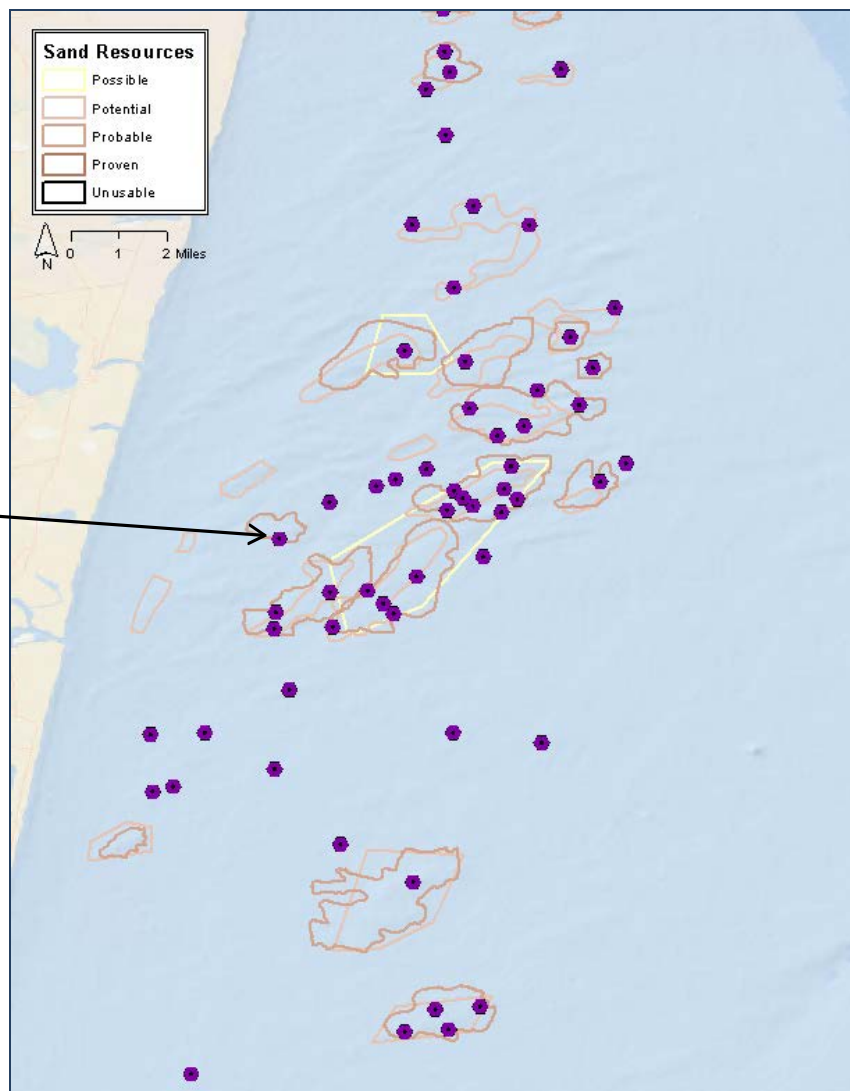 Sand Resources
Possible
Potential
Probable
Proven
Unusable
N
0 1 2 Miles